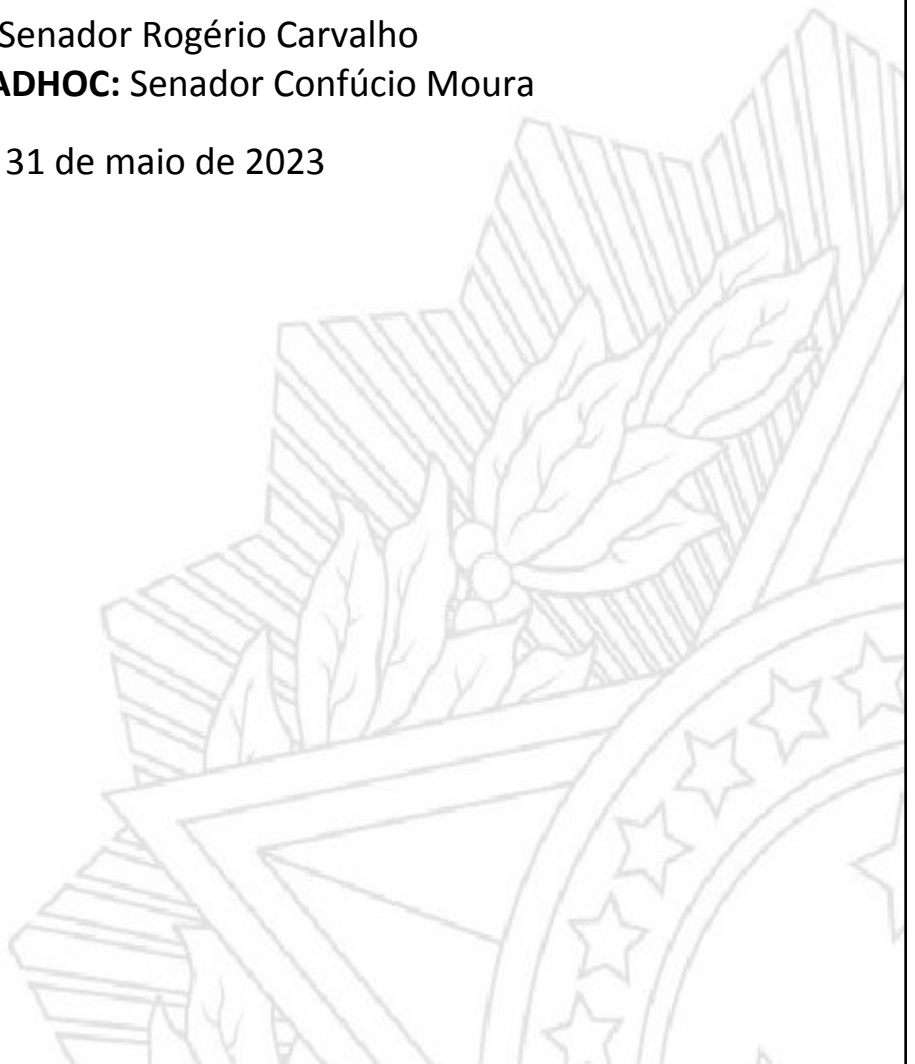 Senador Rogério Carvalho
ADHOC: Senador Confúcio Moura
31 de maio de 2023